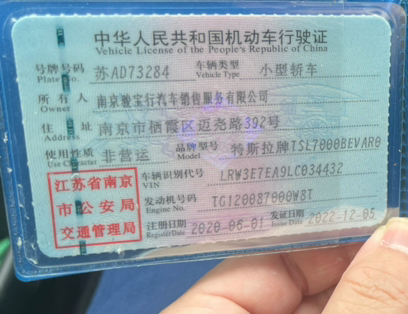 中华人民共和国机动车行驶证
Vehicle License of the People's Republic of China
号牌号码 苏AD73284 车辆类型 小型轿车
Plate No. Vehicle Type
所有人 南京骏宝行汽车销售服务有限公司
Owner
住址 南京市栖霞区迈尧路392号
Address
使用性质 非营运 品牌型号 特斯拉牌TSL7000BEVAR0
Use Character Model
江苏省南京
市公安局
交通管理局
车辆识别代号 LRW3E7EA9LC034432
VIN
发动机号码 TG120087000W8T
Engine No.
注册日期 2020-06-01 发证日期 2022-12-05
Register Date Issue Date